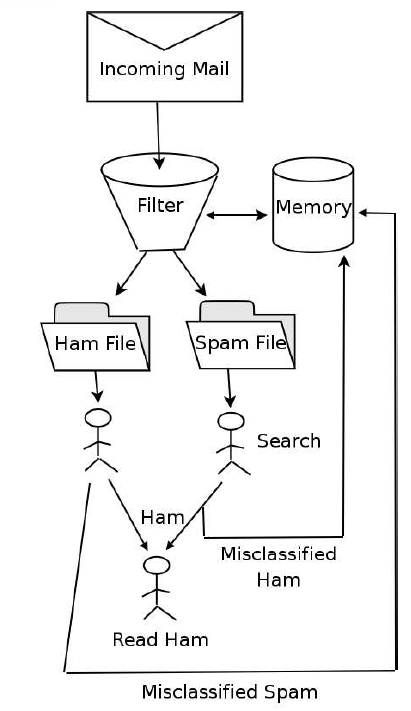 Incoming Mail
Filter
Memory
Ham File
Spam File
Search
Ham
Misclassified
Ham
Read Ham
Misclassified Spam